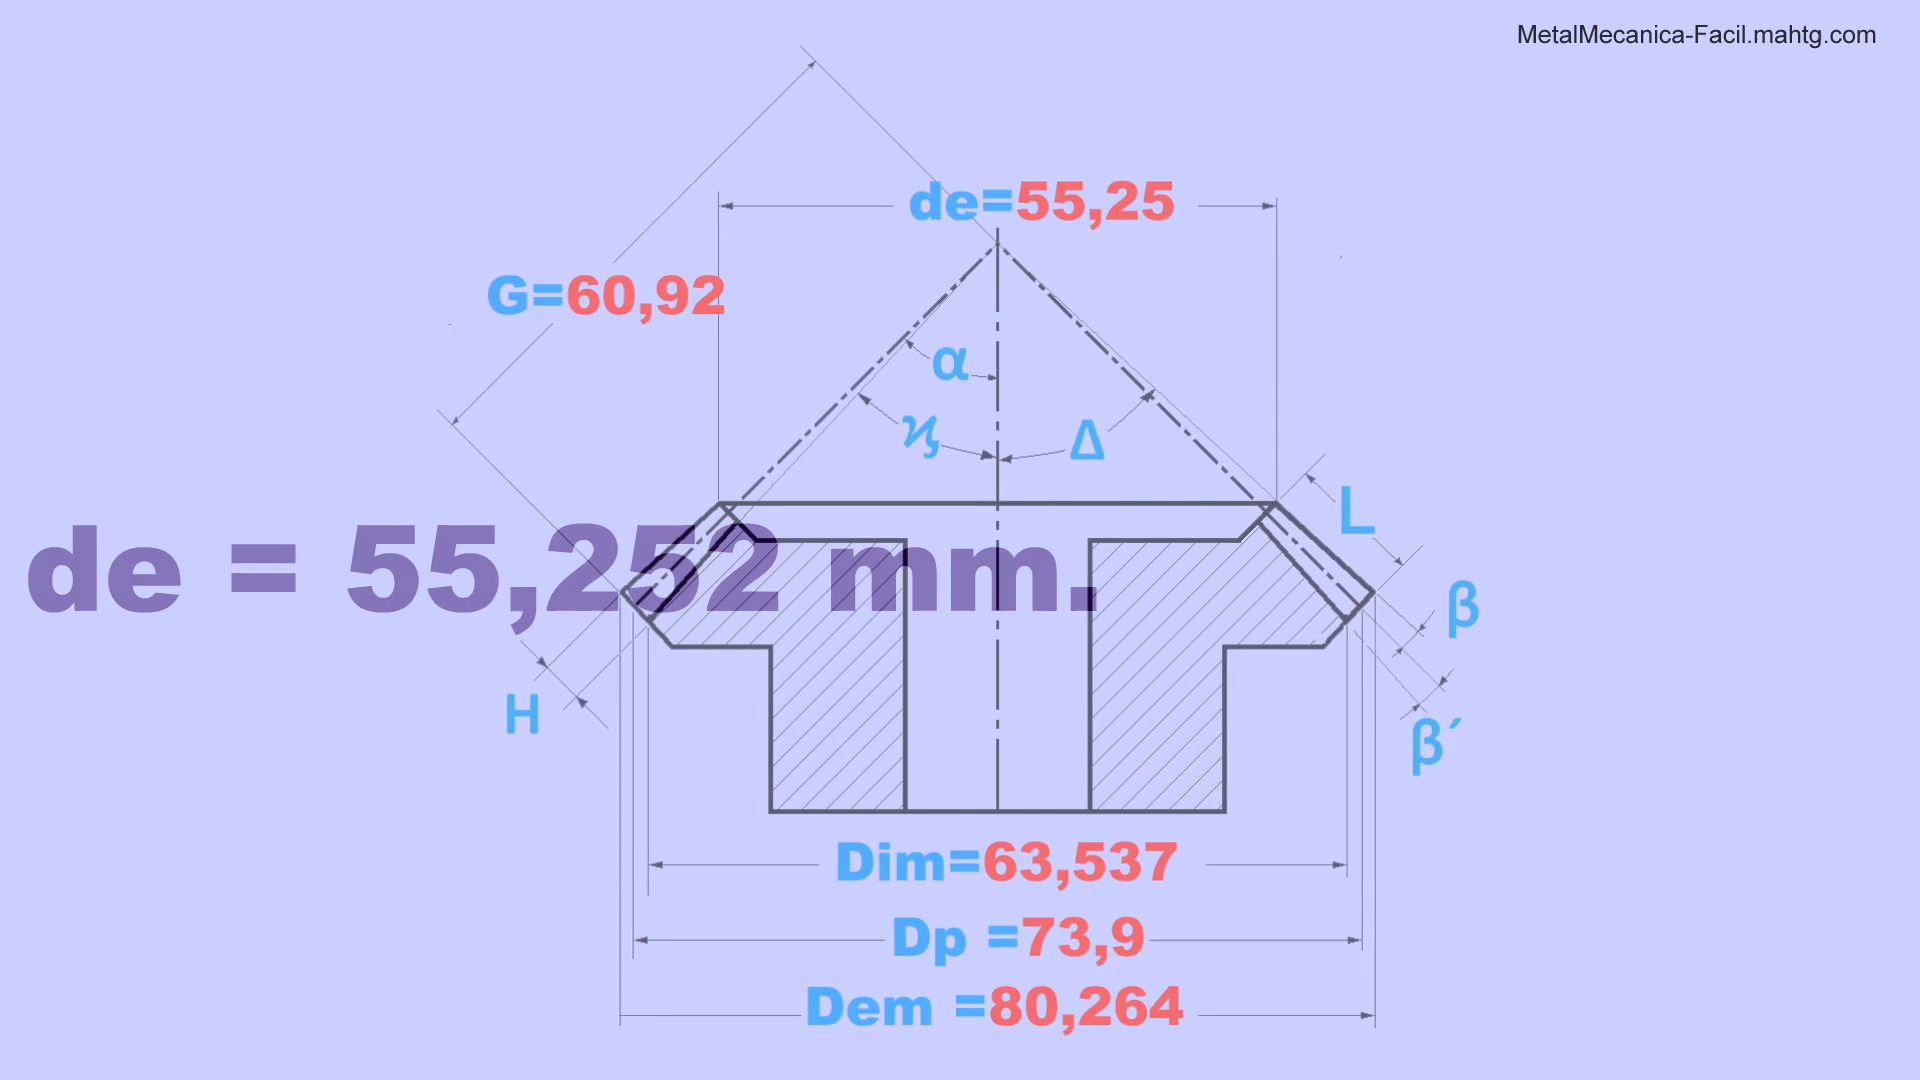 MetalMecanica-Facil.mahtg.com
de=55,25
G=60,92
α
ϗ
Δ
L
de = 55,252 mm.
β
H
β´
Dim=63,537
Dp =73,9
Dem =80,264